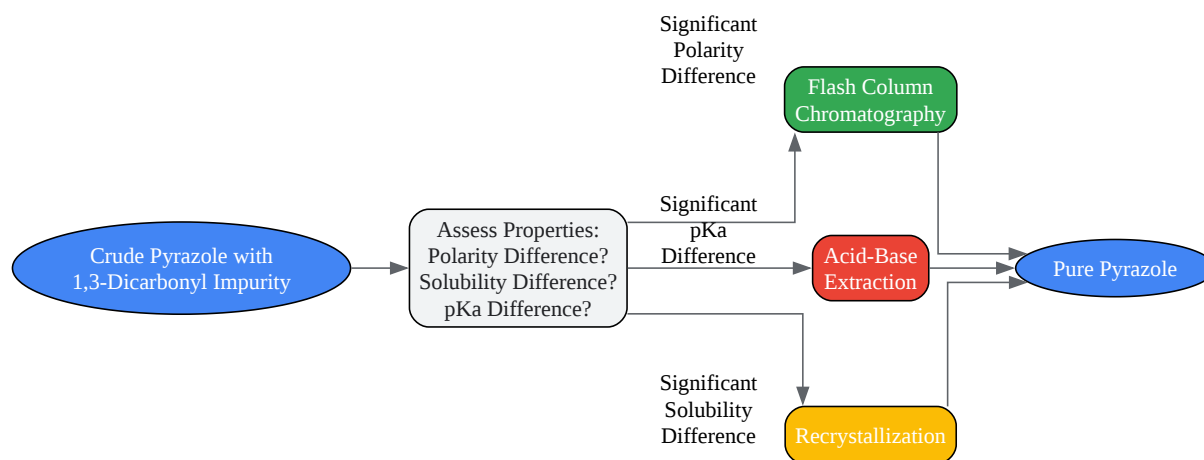 Crude Pyrazole with
1,3-Dicarbonyl Impurity
Assess Properties:
Polarity Difference?
Solubility Difference?
pKa Difference?
Significant
Polarity
Difference
Flash Column
Chromatography
Significant
pKa
Difference
Acid-Base
Extraction
Significant
Solubility
Difference
Recrystallization
Pure Pyrazole